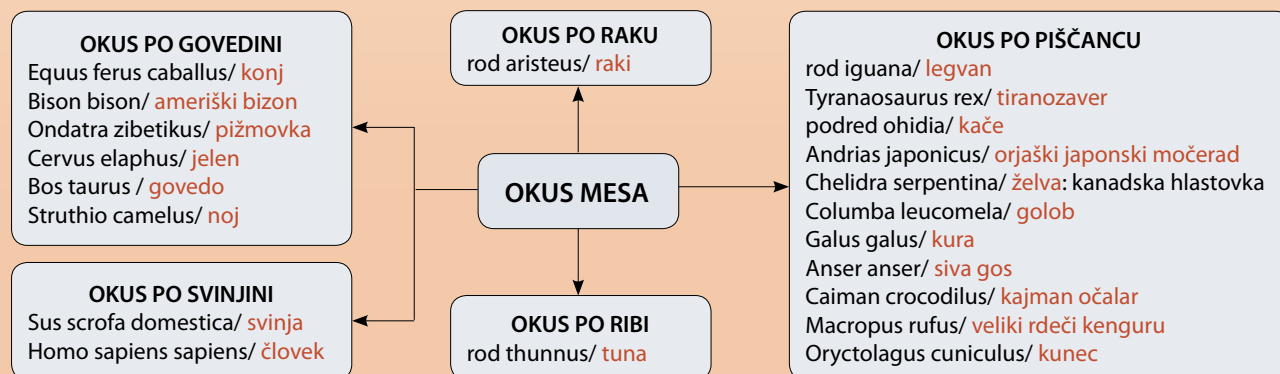 OKUS PO GOVEDINI
Equus ferus caballus/ konj
Bison bison/ ameriški bizon
Ondatra zibetikus/ pižmovka
Cervus elaphus/ jelen
Bos taurus / govedo
Struthio camelus/ noj
OKUS PO SVINJINI
Sus scrofa domestica/ svinja
Homo sapiens sapiens/ človek
OKUS PO RAKU
rod aristeus/ raki
OKUS MESA
OKUS PO RIBI
rod thunnus/ tuna
OKUS PO PIŠČANCU
rod iguana/ legvan
Tyranaosaurus rex/ tiranozaver
podred ohidia/ kače
Andrias japonicus/ orjaški japonski močerad
Chelidra serpentina/ želva: kanadska hlastovka
Columba leucomela/ golob
Galus galus/ kura
Anser anser/ siva gos
Caiman crocodilus/ kajman očalar
Macropus rufus/ veliki rdeči kenguru
Oryctolagus cuniculus/ kunec